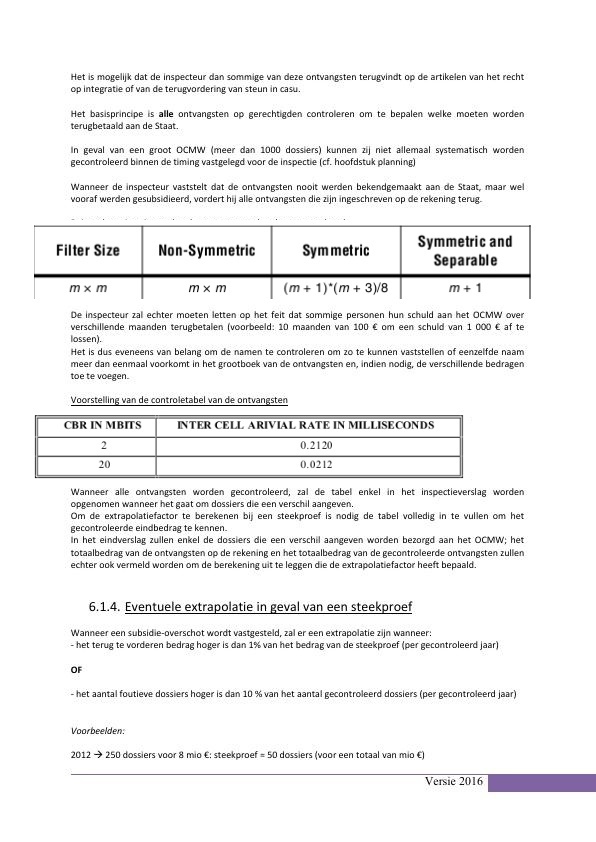 Het is mogelijk dat de inspecteur dan sommige van deze ontvangsten terugvindt op de artikelen van het recht
op integratie of van de terugvordering van steun in casu.
Het basisprincipe is alle ontvangsten op gerechtigden controleren om te bepalen welke moeten worden
terugbetaald aan de Staat.
In geval van een groot OCMW (meer dan 1000 dossiers) kunnen zij niet allemaal systematisch worden
gecontroleerd binnen de timing vastgelegd voor de inspectie (cf. hoofdstuk planning)
Wanneer de inspecteur vaststelt dat de ontvangsten nooit werden bekendgemaakt aan de Staat, maar wel
vooraf werden gesubsidieerd, vordert hij alle ontvangsten die zijn ingeschreven op de rekening terug.
Filter Size Non-Symmetric Symmetric Symmetric and
Separable
m × m m × m (m + 1)*(m + 3)/8 m + 1
De inspecteur zal echter moeten letten op het feit dat sommige personen hun schuld aan het OCMW over
verschillende maanden terugbetalen (voorbeeld: 10 maanden van 100 € om een schuld van 1 000 € af te
lossen).
Het is dus eveneens van belang om de namen te controleren om zo te kunnen vaststellen of eenzelfde naam
meer dan eenmaal voorkomt in het grootboek van de ontvangsten en, indien nodig, de verschillende bedragen
toe te voegen.
Voorstelling van de controletabel van de ontvangsten
CBR IN MBITS INTER CELL ARIVIAL RATE IN MILLISECONDS
2 0.2120
20 0.0212
Wanneer alle ontvangsten worden gecontroleerd, zal de tabel enkel in het inspectieverslag worden
opgenomen wanneer het gaat om dossiers die een verschil aangeven.
Om de extrapolatiefactor te berekenen bij een steekproef is nodig de tabel volledig in te vullen om het
gecontroleerde eindbedrag te kennen.
In het eindverslag zullen enkel de dossiers die een verschil aangeven worden bezorgd aan het OCMW; het
totaalbedrag van de ontvangsten op de rekening en het totaalbedrag van de gecontroleerde ontvangsten zullen
echter ook vermeld worden om de berekening uit te leggen die de extrapolatiefactor heeft bepaald.
6.1.4. Eventuele extrapolatie in geval van een steekproef
Wanneer een subsidie-overschot wordt vastgesteld, zal er een extrapolatie zijn wanneer:
- het terug te vorderen bedrag hoger is dan 1% van het bedrag van de steekproef (per gecontroleerd jaar)
OF
- het aantal foutieve dossiers hoger is dan 10 % van het aantal gecontroleerd dossiers (per gecontroleerd jaar)
Voorbeelden:
2012 → 250 dossiers voor 8 mio €: steekproef = 50 dossiers (voor een totaal van mio €)
Versie 2016